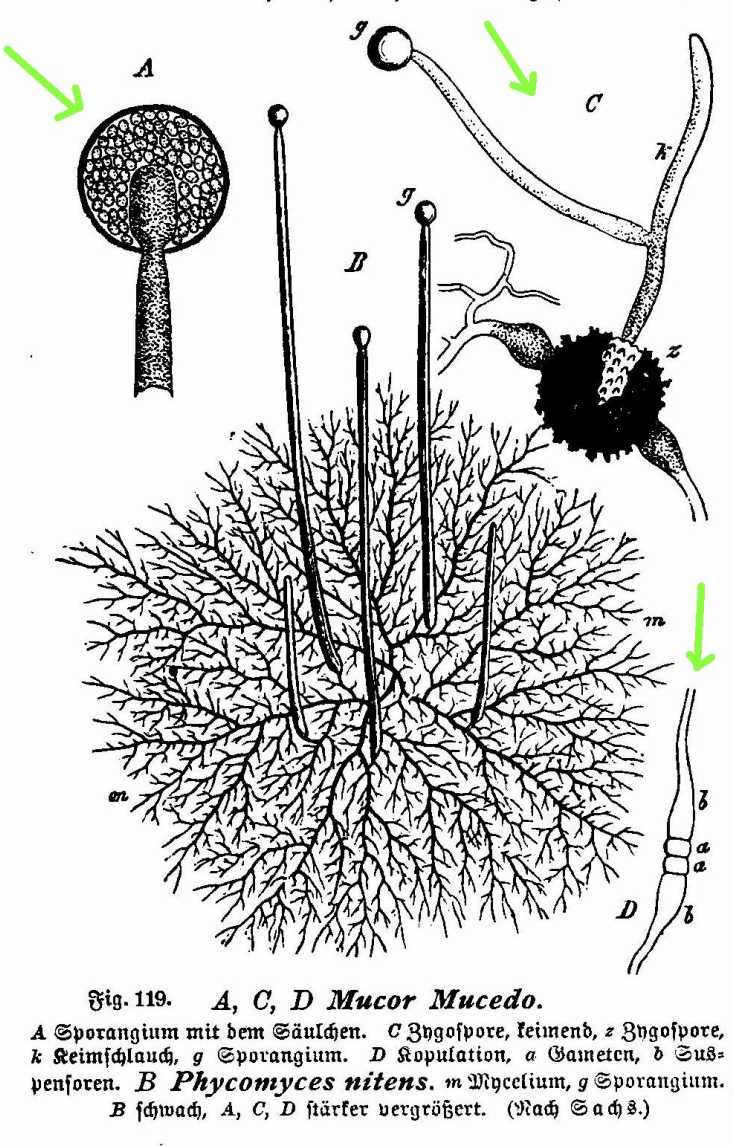 g
A
C
k
g
B
z
m
m
b
a
a
D
b
Fig. 119. A, C, D Mucor Mucedo.
A Sporangium mit dem Säulchen. C Zygospore, keimend, z Zygospore,
k Keimschlauch, g Sporangium. D Kopulation, a Gameten, b Sus-
pensoren. B Phycomyces nitens. m Mycelium, g Sporangium.
B schwach, A, C, D stärker vergrößert. (Nach Sachs.)